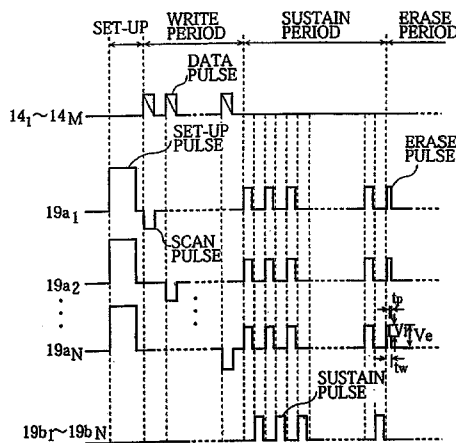 SET-UP
WRITE PERIOD
SUSTAIN PERIOD
ERASE PERIOD
DATA PULSE
14₁~14M
SET-UP PULSE
ERASE PULSE
19a₁
SCAN PULSE
19a₂
tp
19aN
Ve
tw
SUSTAIN PULSE
19b₁~19bN